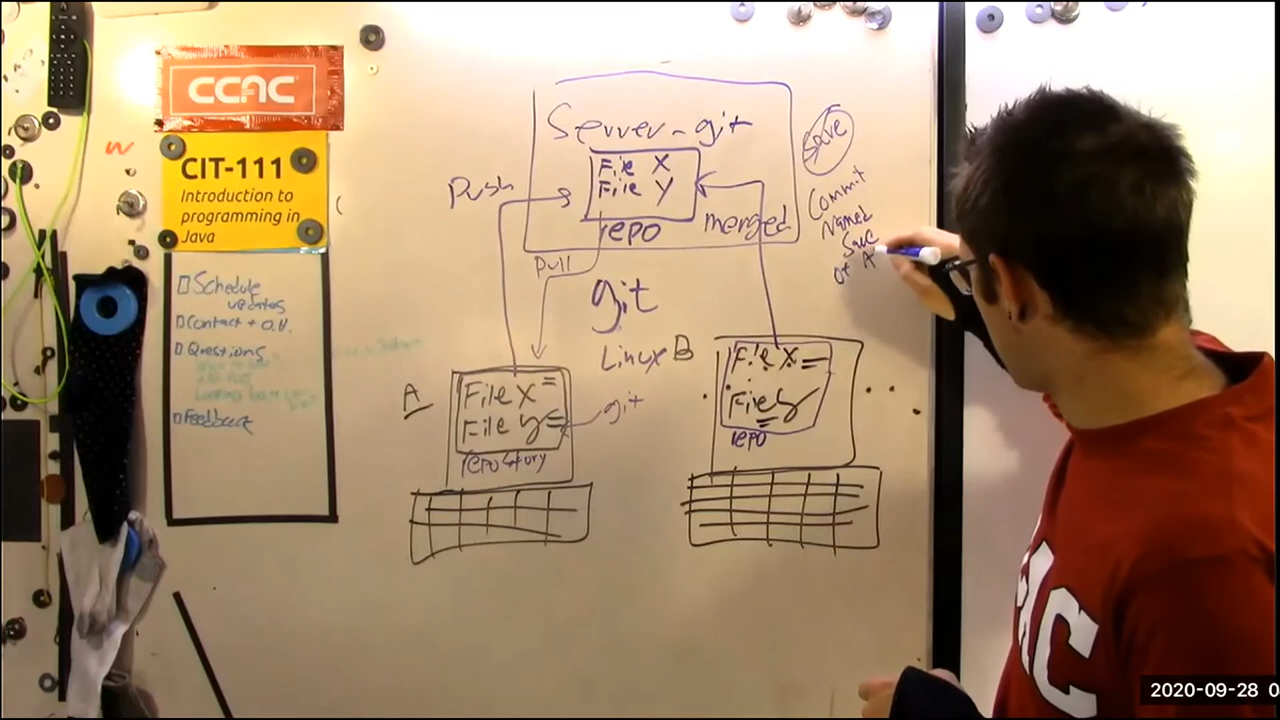 CCAC
CIT-111
Introduction to
programming in
Java
Schedule
updates
Contact + O.H.
Questions
Feedback
W
Server-git
File X
File Y
repo
Push
Pull
merged
Save
Commit
Named
Save
of A
git
Linux
A
File X
File y
repository
git
B
File X
File y
repo
AC
2020-09-28 0